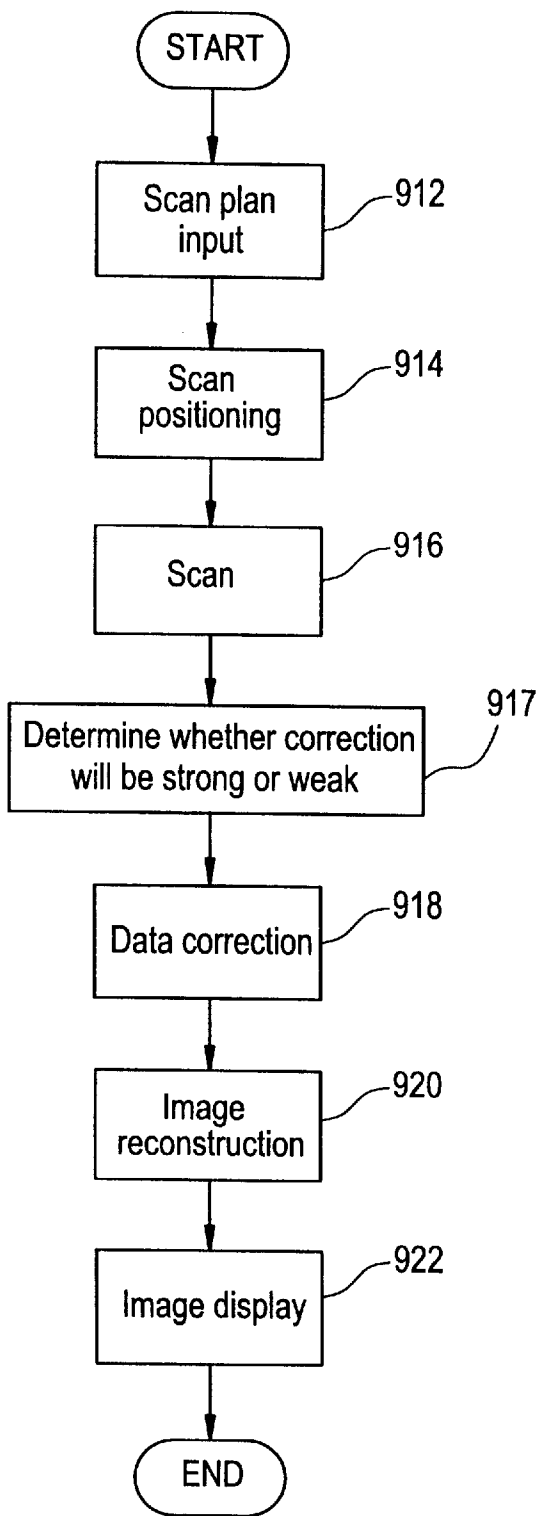 START
Scan plan
input
912
Scan
positioning
914
Scan
916
Determine whether correction
will be strong or weak
917
Data correction
918
Image
reconstruction
920
Image display
922
END